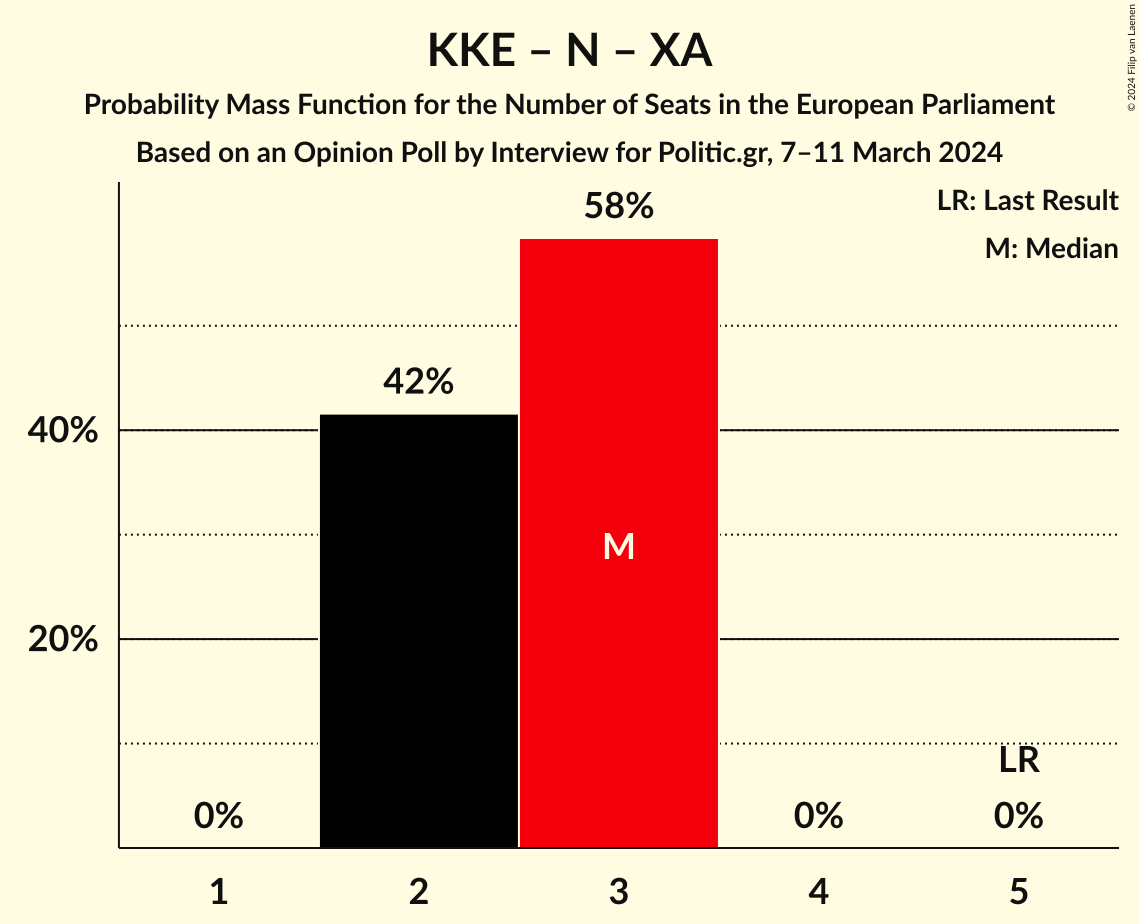 KKE – N – XA
Probability Mass Function for the Number of Seats in the European Parliament
Based on an Opinion Poll by Interview for Politic.gr, 7–11 March 2024
© 2024 Filip van Laenen
LR: Last Result
M: Median
58%
42%
40%
M
20%
LR
0%
0%
0%
1
2
3
4
5